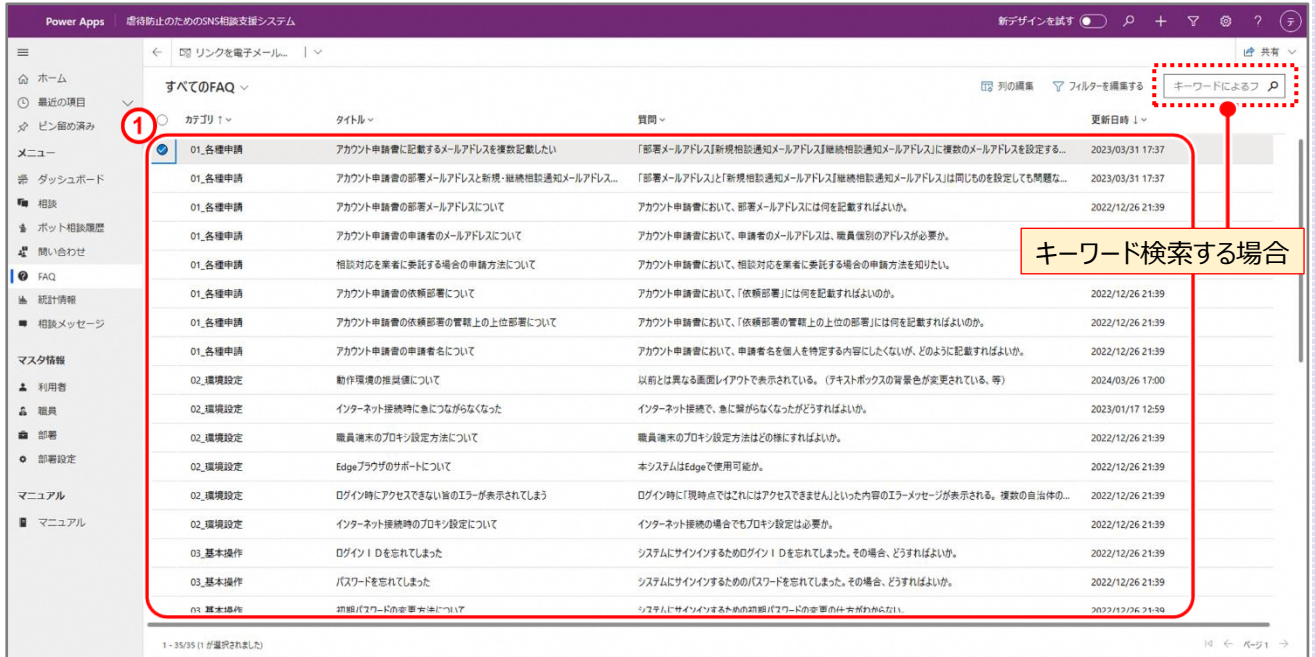 Power Apps 虐待防止のためのSNS相談支援システム 新デザインを試す
リンクを電子メール... 共有
ホーム
最近の項目
ピン留め済み
メニュー
ダッシュボード
相談
ボット相談履歴
問い合わせ
FAQ
統計情報
相談メッセージ
マスタ情報
利用者
職員
部署
部署設定
マニュアル
マニュアル
すべてのFAQ 列の編集 フィルターを編集する キーワードによるフ
1
カテゴリ ↑ タイトル 質問 更新日時 ↓
01_各種申請 アカウント申請書に記載するメールアドレスを複数記載したい 「部署メールアドレス』『新規相談通知メールアドレス』『継続相談通知メールアドレス」に複数のメールアドレスを設定する... 2023/03/31 17:37
01_各種申請 アカウント申請書の部署メールアドレスと新規・継続相談通知メールアドレス... 「部署メールアドレス」と「新規相談通知メールアドレス』『継続相談通知メールアドレス」は同じものを設定しても問題な... 2023/03/31 17:37
01_各種申請 アカウント申請書の部署メールアドレスについて アカウント申請書において、部署メールアドレスには何を記載すればよいか。 2022/12/26 21:39
01_各種申請 アカウント申請書の申請者のメールアドレスについて アカウント申請書において、申請者のメールアドレスは、職員個別のアドレスが必要か。
01_各種申請 相談対応を業者に委託する場合の申請方法について アカウント申請書において、相談対応を業者に委託する場合の申請方法を知りたい。
キーワード検索する場合
01_各種申請 アカウント申請書の依頼部署について アカウント申請書において、「依頼部署」には何を記載すればよいのか。 2022/12/26 21:39
01_各種申請 アカウント申請書の依頼部署の管轄上の上位部署について アカウント申請書において、「依頼部署の管轄上の上位の部署」には何を記載すればよいのか。 2022/12/26 21:39
01_各種申請 アカウント申請書の申請者名について アカウント申請書において、申請者名を個人を特定する内容にしたくないが、どのように記載すればよいか。 2022/12/26 21:39
02_環境設定 動作環境の推奨値について 以前とは異なる画面レイアウトで表示されている。（テキストボックスの背景色が変更されている、等） 2024/03/26 17:00
02_環境設定 インターネット接続時に急につながらなくなった インターネット接続で、急に繋がらなくなったがどうすればよいか。 2023/01/17 12:59
02_環境設定 職員端末のプロキシ設定方法について 職員端末のプロキシ設定方法はどの様にすればよいか。 2022/12/26 21:39
02_環境設定 Edgeブラウザのサポートについて 本システムはEdgeで使用可能か。 2022/12/26 21:39
02_環境設定 ログイン時にアクセスできない旨のエラーが表示されてしまう ログイン時に「現時点ではこれにはアクセスできません」といった内容のエラーメッセージが表示される。複数の自治体の... 2022/12/26 21:39
02_環境設定 インターネット接続時のプロキシ設定について インターネット接続の場合でもプロキシ設定は必要か。 2022/12/26 21:39
03_基本操作 ログインＩＤを忘れてしまった システムにサインインするためログインＩＤを忘れてしまった。その場合、どうすればよいか。 2022/12/26 21:39
03_基本操作 パスワードを忘れてしまった システムにサインインするためのパスワードを忘れてしまった。その場合、どうすればよいか。 2022/12/26 21:39
03_基本操作 初期パスワードの変更方法について システムにサインインするための初期パスワードの変更の仕方がわからない。 2022/12/26 21:39
1 - 35/35 (1 が選択されました) ページ 1